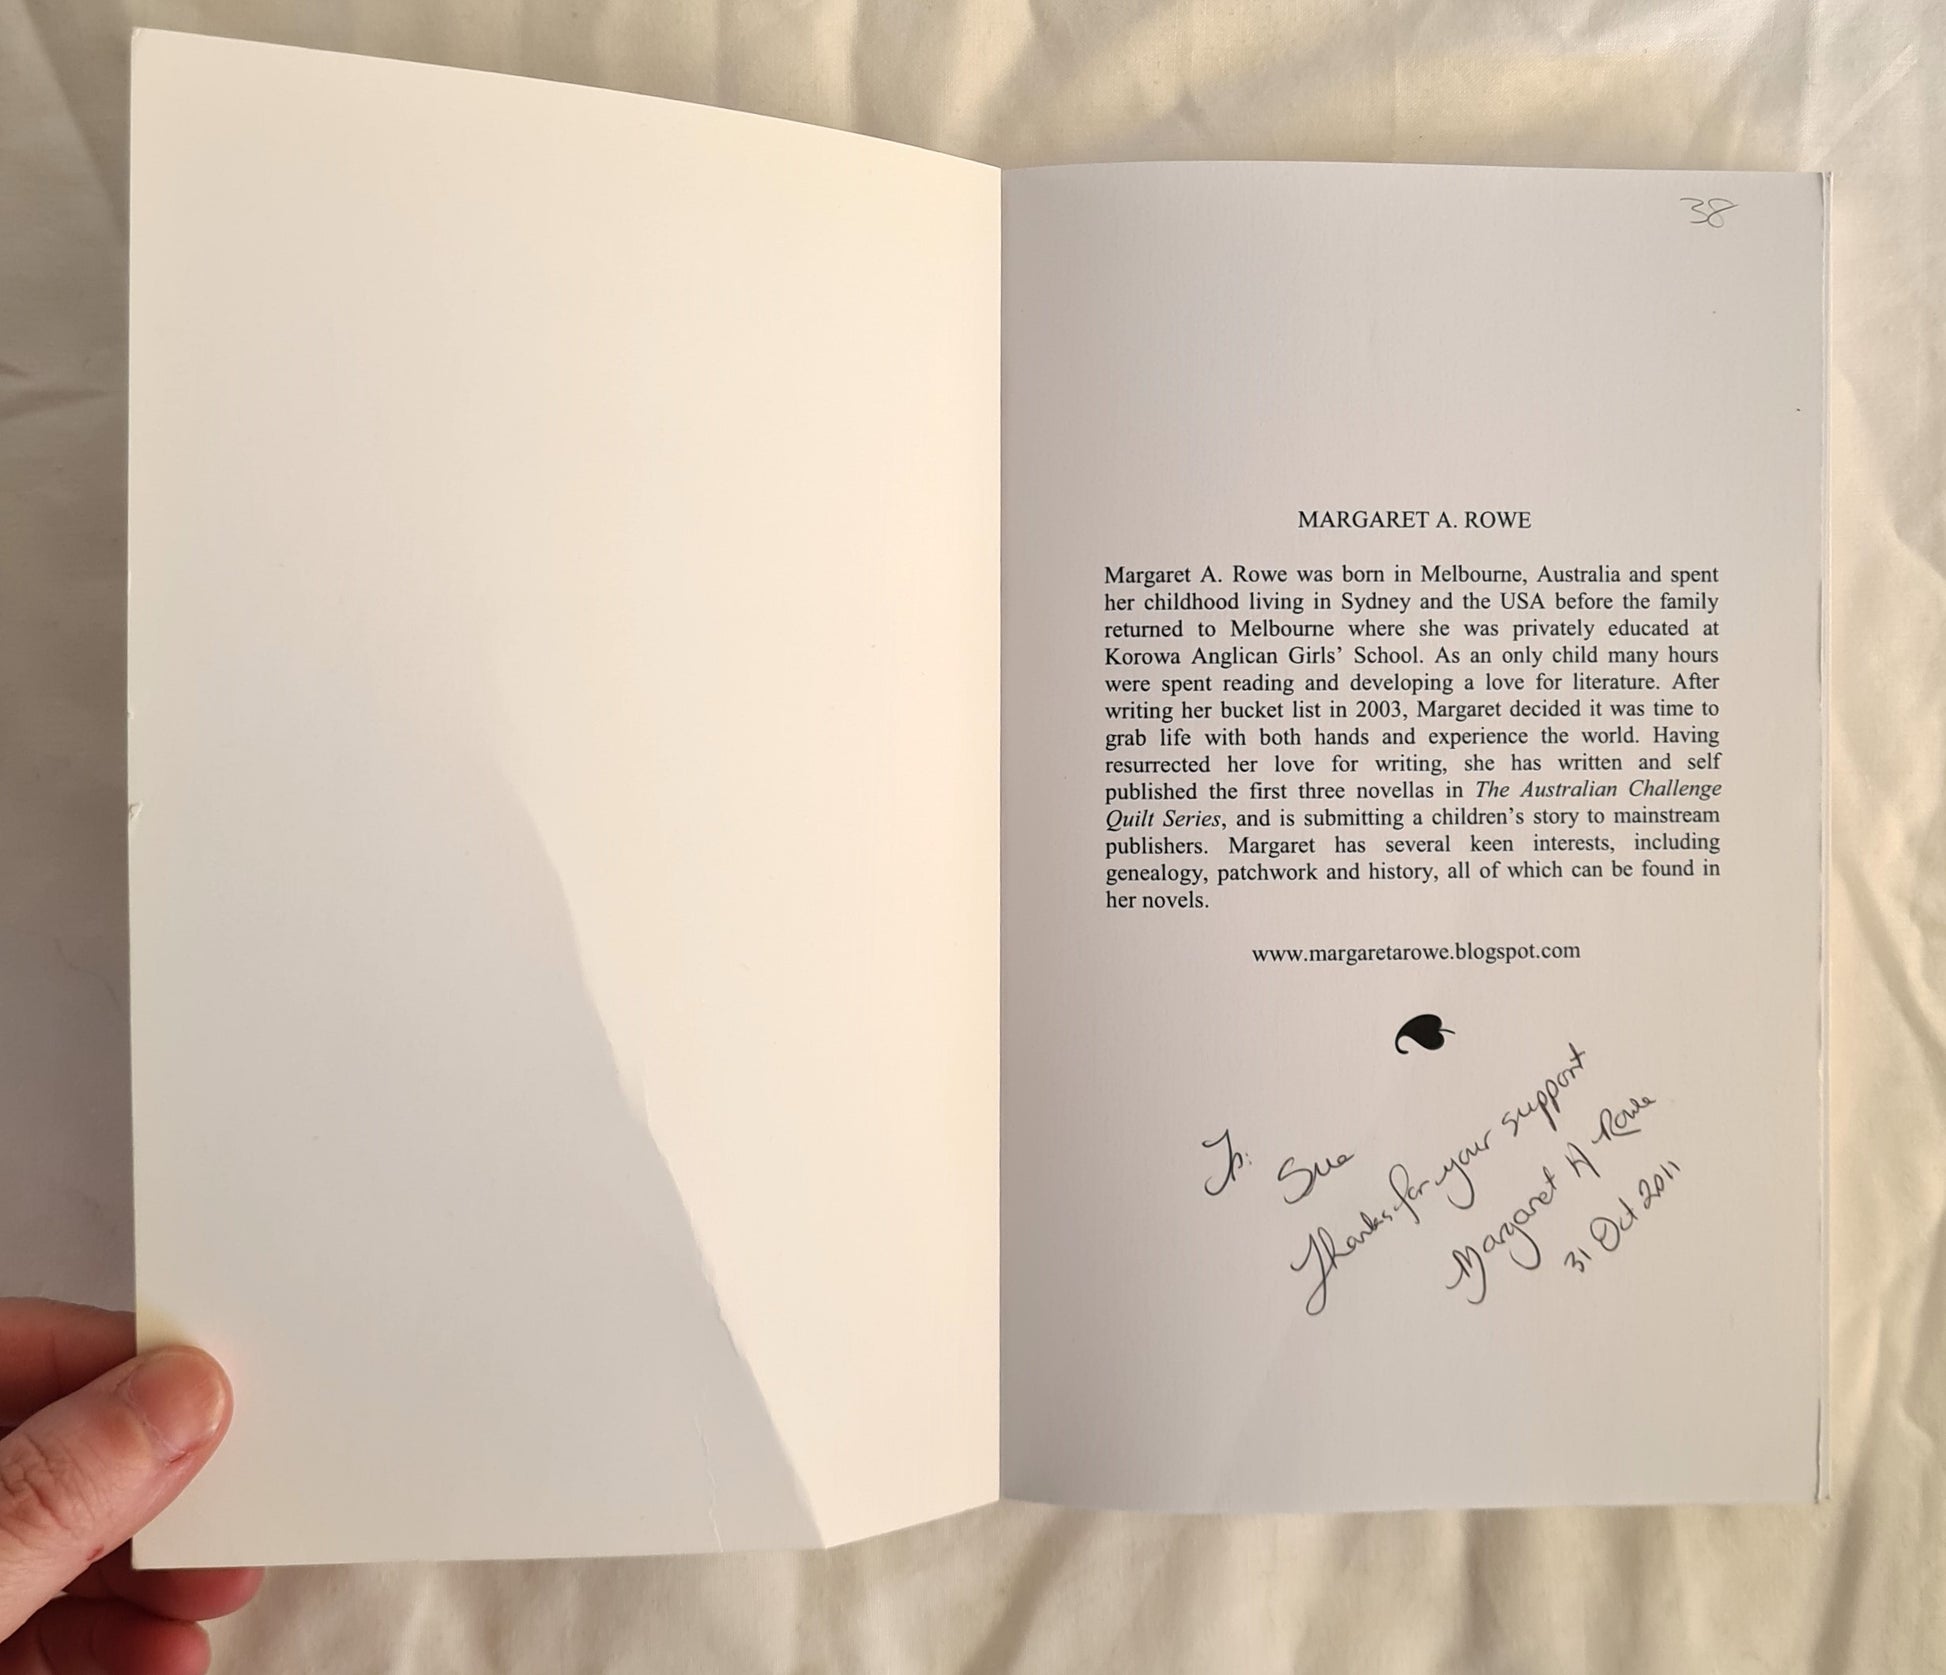 38
MARGARET A. ROWE
Margaret A. Rowe was born in Melbourne, Australia and spent
her childhood living in Sydney and the USA before the family
returned to Melbourne where she was privately educated at
Korowa Anglican Girls’ School. As an only child many hours
were spent reading and developing a love for literature. After
writing her bucket list in 2003, Margaret decided it was time to
grab life with both hands and experience the world. Having
resurrected her love for writing, she has written and self
published the first three novellas in The Australian Challenge
Quilt Series, and is submitting a children’s story to mainstream
publishers. Margaret has several keen interests, including
genealogy, patchwork and history, all of which can be found in
her novels.
www.margaretarowe.blogspot.com
To:
Sue
Thanks for your support
Margaret A Rowe
31 Oct 2011